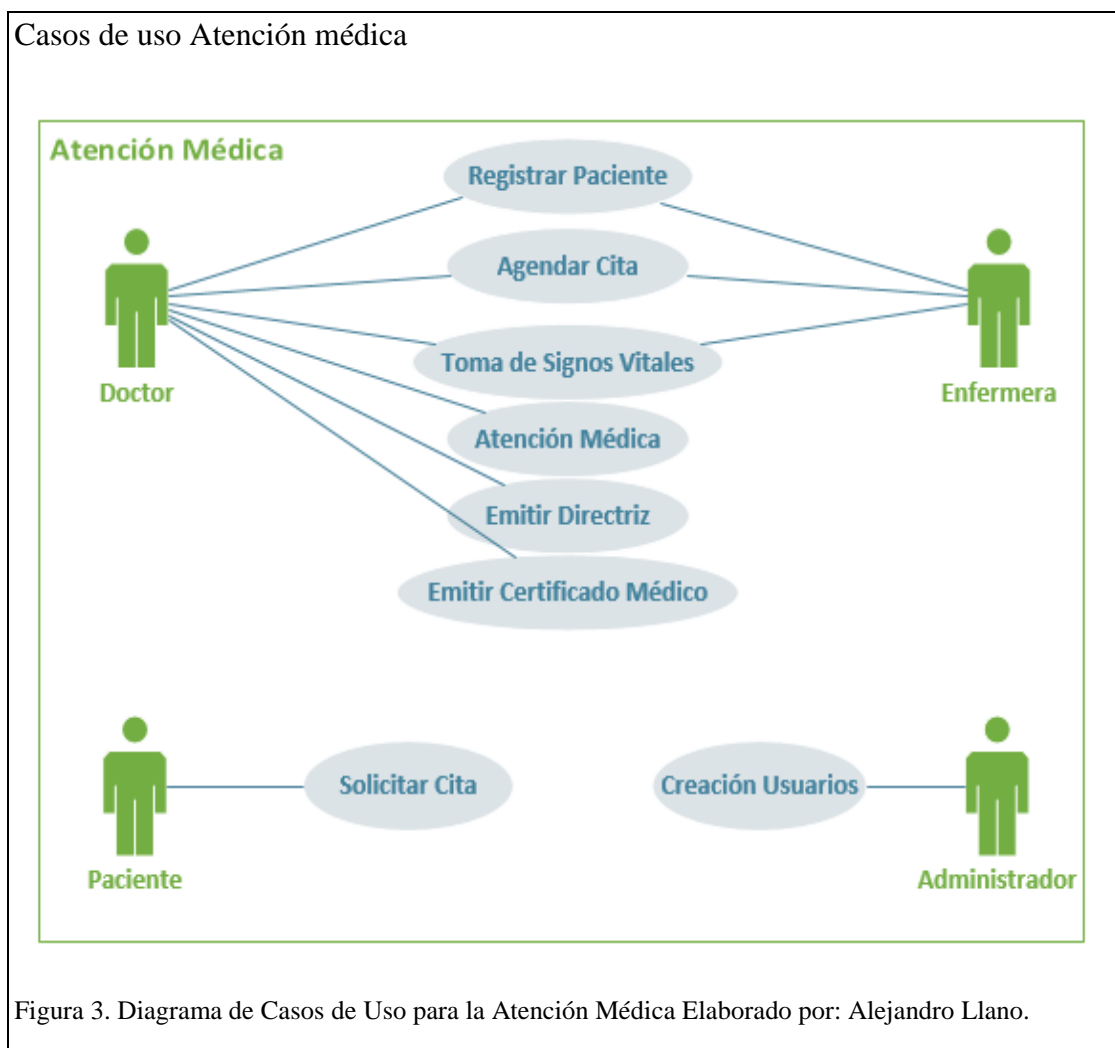 Casos de uso Atención médica
Atención Médica
Registrar Paciente
Agendar Cita
Toma de Signos Vitales
Doctor
Enfermera
Atención Médica
Emitir Directriz
Emitir Certificado Médico
Solicitar Cita
Creación Usuarios
Paciente
Administrador
Figura 3. Diagrama de Casos de Uso para la Atención Médica Elaborado por: Alejandro Llano.